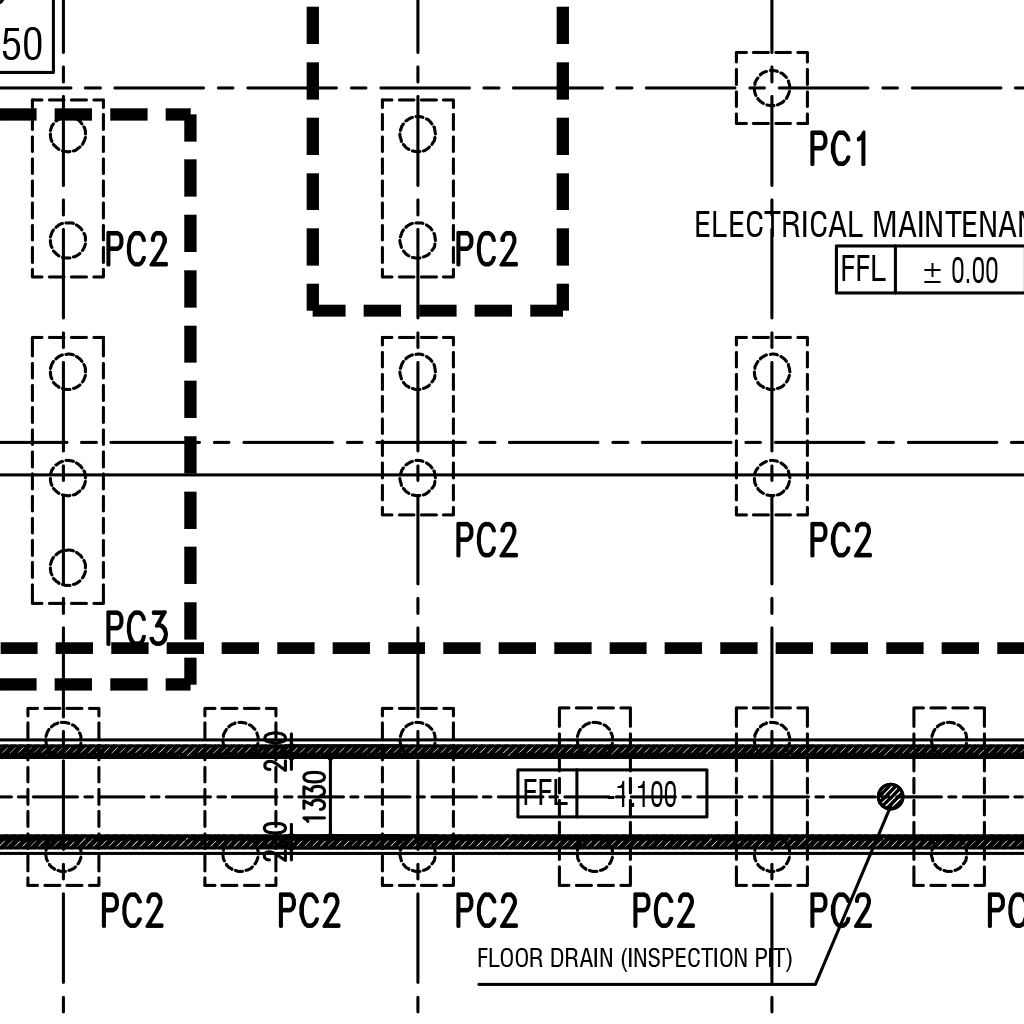 50
PC1
ELECTRICAL MAINTENAN
PC2
PC2
FFL ± 0.00
PC2
PC2
PC3
200
1330
FFL -1.100
200
PC2
PC2
PC2
PC2
PC2
PC
FLOOR DRAIN (INSPECTION PIT)